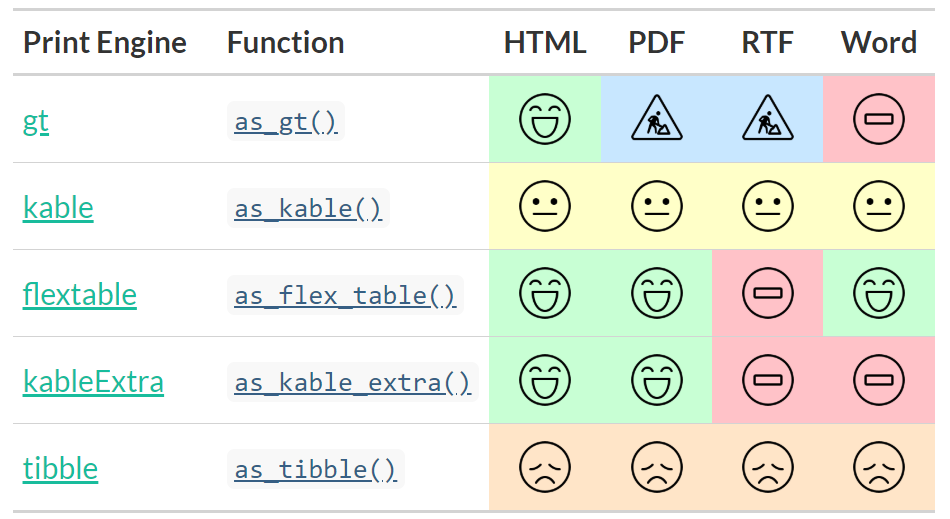 Print Engine Function HTML PDF RTF Word
gt as_gt()
kable as_kable()
flextable as_flex_table()
kableExtra as_kable_extra()
tibble as_tibble()